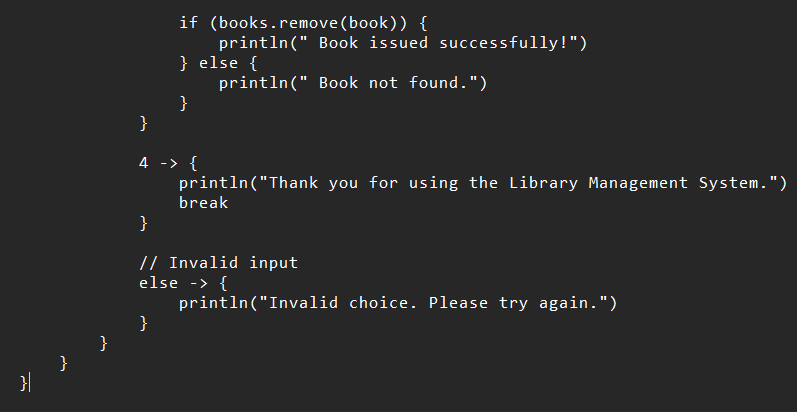 if (books.remove(book)) {
println(" Book issued successfully!")
} else {
println(" Book not found.")
}
}
4 -> {
println("Thank you for using the Library Management System.")
break
}
// Invalid input
else -> {
println("Invalid choice. Please try again.")
}
}
}
}